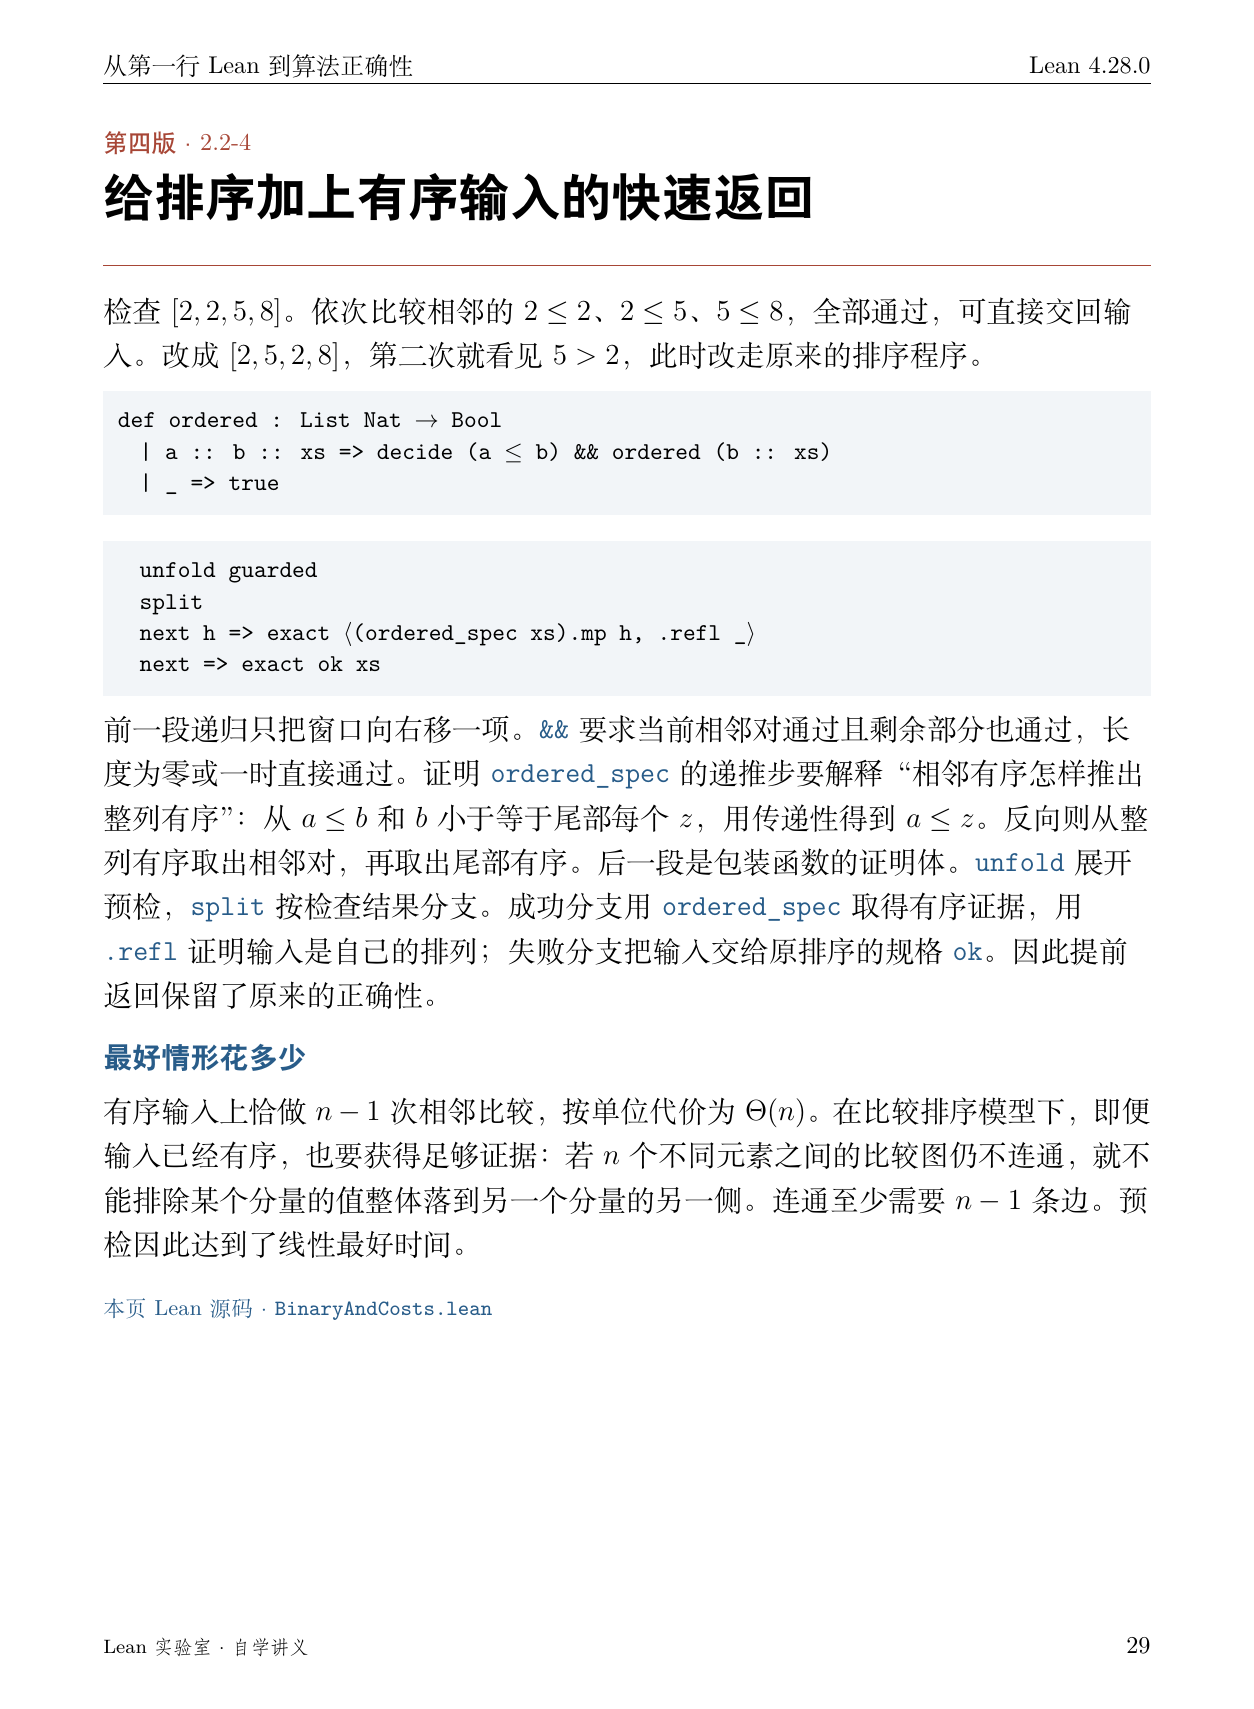 从第一行 Lean 到算法正确性
Lean 4.28.0
第四版 · 2.2-4
给排序加上有序输入的快速返回
检查 [2, 2, 5, 8]。依次比较相邻的 2 ≤ 2、2 ≤ 5、5 ≤ 8，全部通过，可直接交回输
入。改成 [2, 5, 2, 8]，第二次就看见 5 > 2，此时改走原来的排序程序。
def ordered : List Nat → Bool
  | a :: b :: xs => decide (a ≤ b) && ordered (b :: xs)
  | _ => true
  unfold guarded
  split
  next h => exact ⟨(ordered_spec xs).mp h, .refl _⟩
  next => exact ok xs
前一段递归只把窗口向右移一项。&& 要求当前相邻对通过且剩余部分也通过，长
度为零或一时直接通过。证明 ordered_spec 的递推步要解释“相邻有序怎样推出
整列有序”：从 a ≤ b 和 b 小于等于尾部每个 z，用传递性得到 a ≤ z。反向则从整
列有序取出相邻对，再取出尾部有序。后一段是包装函数的证明体。unfold 展开
预检，split 按检查结果分支。成功分支用 ordered_spec 取得有序证据，用
.refl 证明输入是自己的排列；失败分支把输入交给原排序的规格 ok。因此提前
返回保留了原来的正确性。
最好情形花多少
有序输入上恰做 n − 1 次相邻比较，按单位代价为 Θ(n)。在比较排序模型下，即便
输入已经有序，也要获得足够证据：若 n 个不同元素之间的比较图仍不连通，就不
能排除某个分量的值整体落到另一个分量的另一侧。连通至少需要 n − 1 条边。预
检因此达到了线性最好时间。
本页 Lean 源码 · BinaryAndCosts.lean
Lean 实验室 · 自学讲义
29